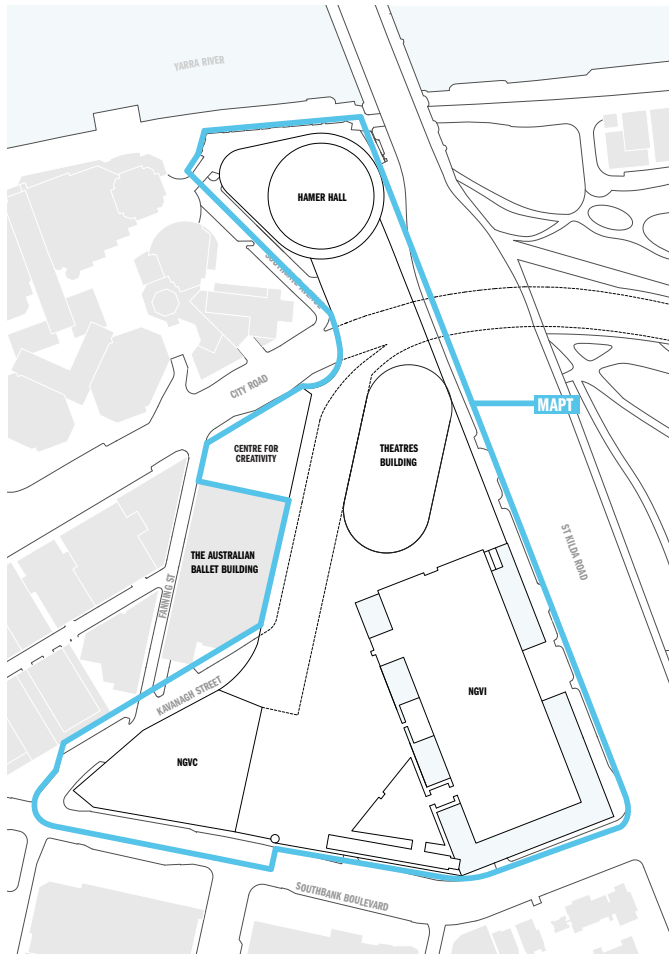 YARRA RIVER
HAMER HALL
SOUTHBANK AVENUE
CITY ROAD
MAPT
CENTRE FOR
CREATIVITY
THEATRES
BUILDING
ST KILDA ROAD
THE AUSTRALIAN
BALLET BUILDING
FANNING ST
KAVANAGH STREET
NGVI
NGVC
SOUTHBANK BOULEVARD